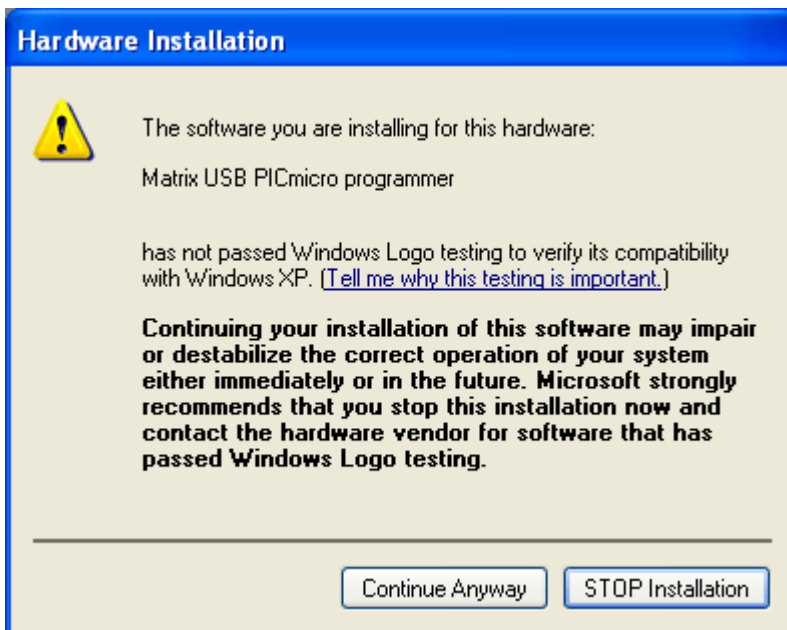 Hardware Installation
The software you are installing for this hardware:
Matrix USB PICmicro programmer
has not passed Windows Logo testing to verify its compatibility
with Windows XP. (Tell me why this testing is important.)
Continuing your installation of this software may impair
or destabilize the correct operation of your system
either immediately or in the future. Microsoft strongly
recommends that you stop this installation now and
contact the hardware vendor for software that has
passed Windows Logo testing.
Continue Anyway
STOP Installation